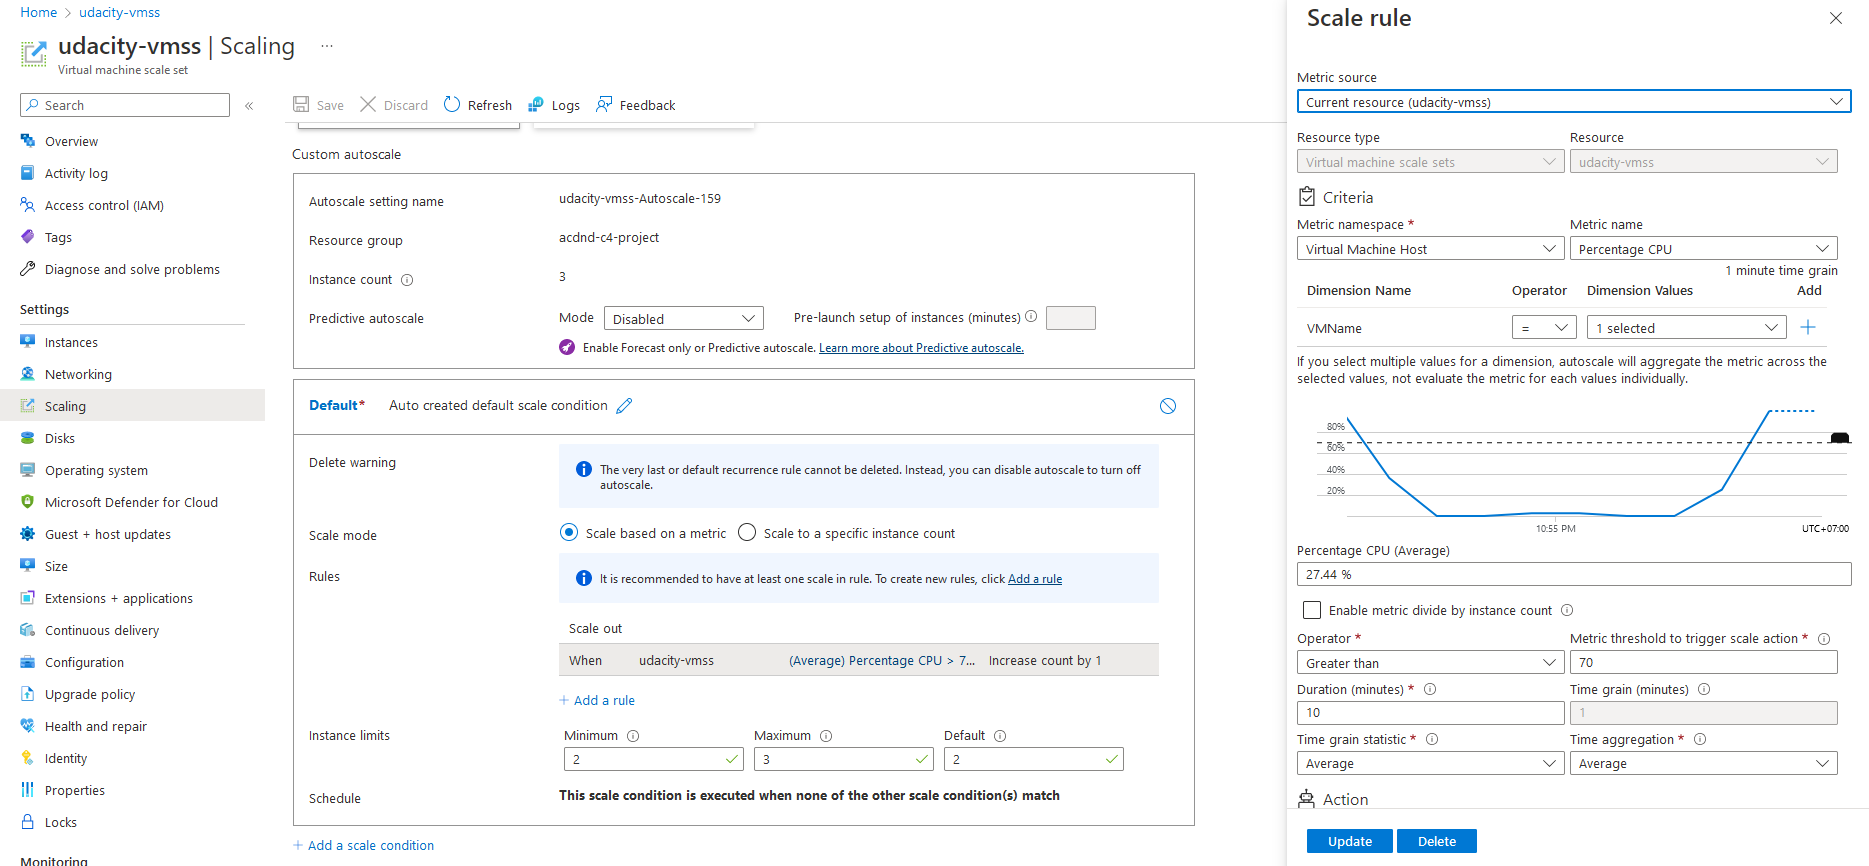 Home > udacity-vmss
udacity-vmss | Scaling ...
Virtual machine scale set
Search «
Overview
Activity log
Access control (IAM)
Tags
Diagnose and solve problems
Settings
Instances
Networking
Scaling
Disks
Operating system
Microsoft Defender for Cloud
Guest + host updates
Size
Extensions + applications
Continuous delivery
Configuration
Upgrade policy
Health and repair
Identity
Properties
Locks
Monitoring
Save Discard Refresh Logs Feedback
Custom autoscale
Autoscale setting name udacity-vmss-Autoscale-159
Resource group acdnd-c4-project
Instance count 3
Predictive autoscale Mode Disabled Pre-launch setup of instances (minutes)
Enable Forecast only or Predictive autoscale. Learn more about Predictive autoscale.
Default* Auto created default scale condition
Delete warning
The very last or default recurrence rule cannot be deleted. Instead, you can disable autoscale to turn off
autoscale.
Scale mode Scale based on a metric Scale to a specific instance count
Rules It is recommended to have at least one scale in rule. To create new rules, click Add a rule
Scale out
When udacity-vmss (Average) Percentage CPU > 7... Increase count by 1
+ Add a rule
Instance limits Minimum Maximum Default
2 3 2
Schedule This scale condition is executed when none of the other scale condition(s) match
+ Add a scale condition
Scale rule
Metric source
Current resource (udacity-vmss)
Resource type Resource
Virtual machine scale sets udacity-vmss
Criteria
Metric namespace * Metric name
Virtual Machine Host Percentage CPU
1 minute time grain
Dimension Name Operator Dimension Values Add
VMName = 1 selected +
If you select multiple values for a dimension, autoscale will aggregate the metric across the
selected values, not evaluate the metric for each values individually.
80%
60%
40%
20%
10:55 PM UTC+07:00
Percentage CPU (Average)
27.44 %
Enable metric divide by instance count
Operator * Metric threshold to trigger scale action *
Greater than 70
Duration (minutes) * Time grain (minutes)
10 1
Time grain statistic * Time aggregation *
Average Average
Action
Update Delete